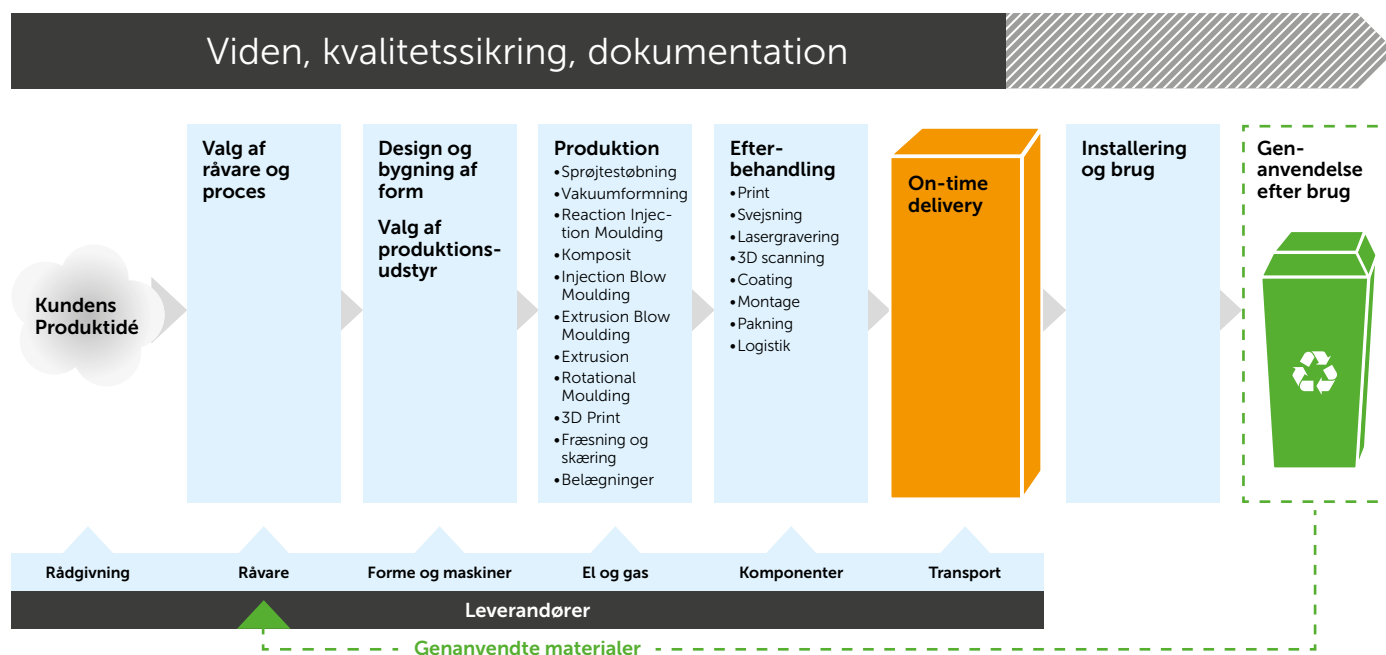 Viden, kvalitetssikring, dokumentation
Kundens
Produktidé
Valg af
råvare og
proces
Design og
bygning af
form
Valg af
produktions-
udstyr
Produktion
•Sprøjtestøbning
•Vakuumformning
•Reaction Injec-
tion Moulding
•Komposit
•Injection Blow
Moulding
•Extrusion Blow
Moulding
•Extrusion
•Rotational
Moulding
•3D Print
•Fræsning og
skæring
•Belægninger
Efter-
behandling
•Print
•Svejsning
•Lasergravering
•3D scanning
•Coating
•Montage
•Pakning
•Logistik
On-time
delivery
Installering
og brug
Gen-
anvendelse
efter brug
Rådgivning
Råvare
Forme og maskiner
El og gas
Komponenter
Transport
Leverandører
Genanvendte materialer